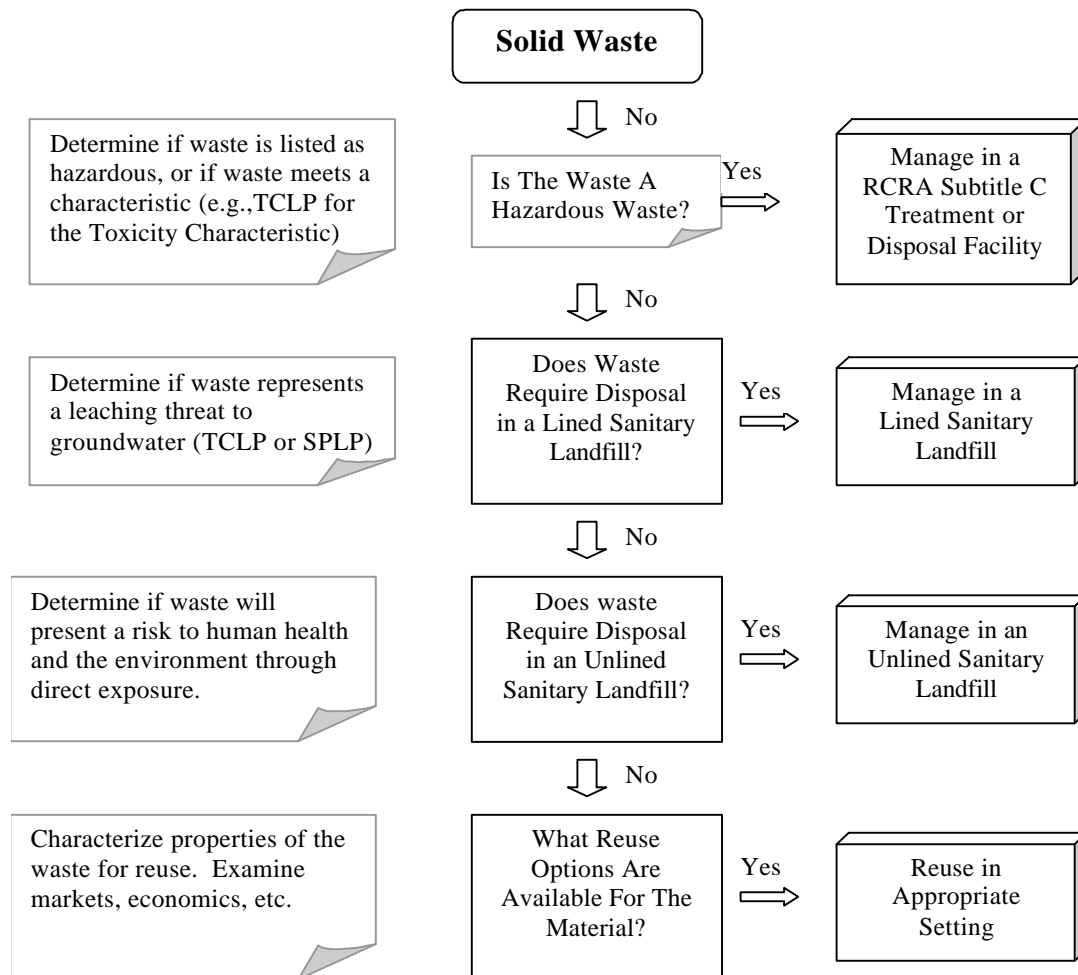 Solid Waste
No
Determine if waste is listed as
hazardous, or if waste meets a
characteristic (e.g.,TCLP for
the Toxicity Characteristic)
Is The Waste A
Hazardous Waste?
Yes
Manage in a
RCRA Subtitle C
Treatment or
Disposal Facility
No
Determine if waste represents
a leaching threat to
groundwater (TCLP or SPLP)
Does Waste
Require Disposal
in a Lined Sanitary
Landfill?
Yes
Manage in a
Lined Sanitary
Landfill
No
Determine if waste will
present a risk to human health
and the environment through
direct exposure.
Does waste
Require Disposal
in an Unlined
Sanitary Landfill?
Yes
Manage in an
Unlined Sanitary
Landfill
No
Characterize properties of the
waste for reuse.  Examine
markets, economics, etc.
What Reuse
Options Are
Available For The
Material?
Yes
Reuse in
Appropriate
Setting